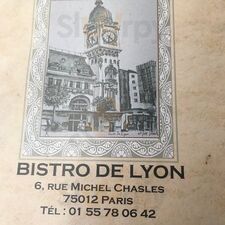 BISTRO DE LYON
6, RUE MICHEL CHASLES
75012 PARIS
TÉL : 01 55 78 06 42